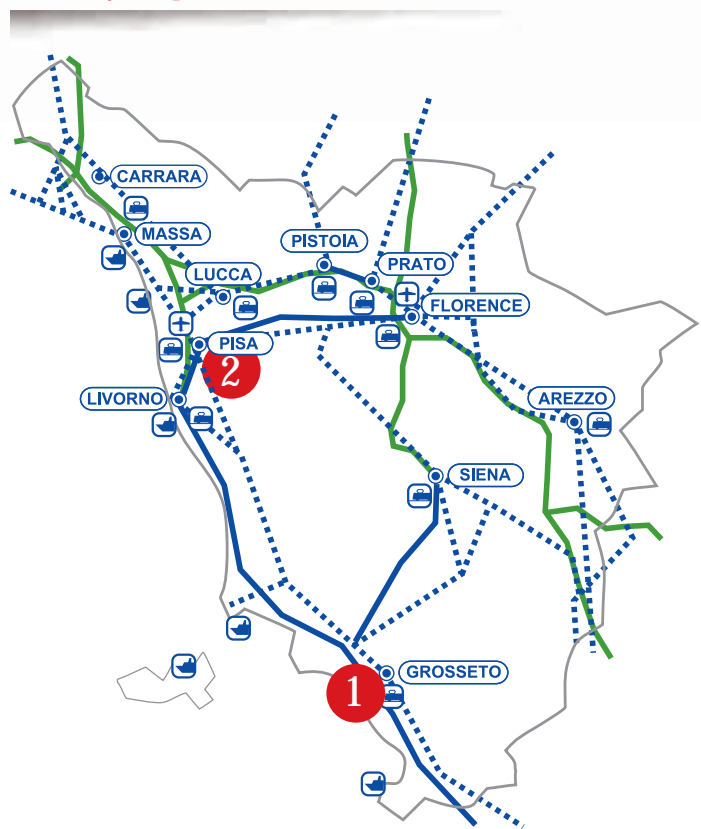 CARRARA
MASSA
PISTOIA
LUCCA
PRATO
FLORENCE
PISA
2
LIVORNO
AREZZO
SIENA
GROSSETO
1